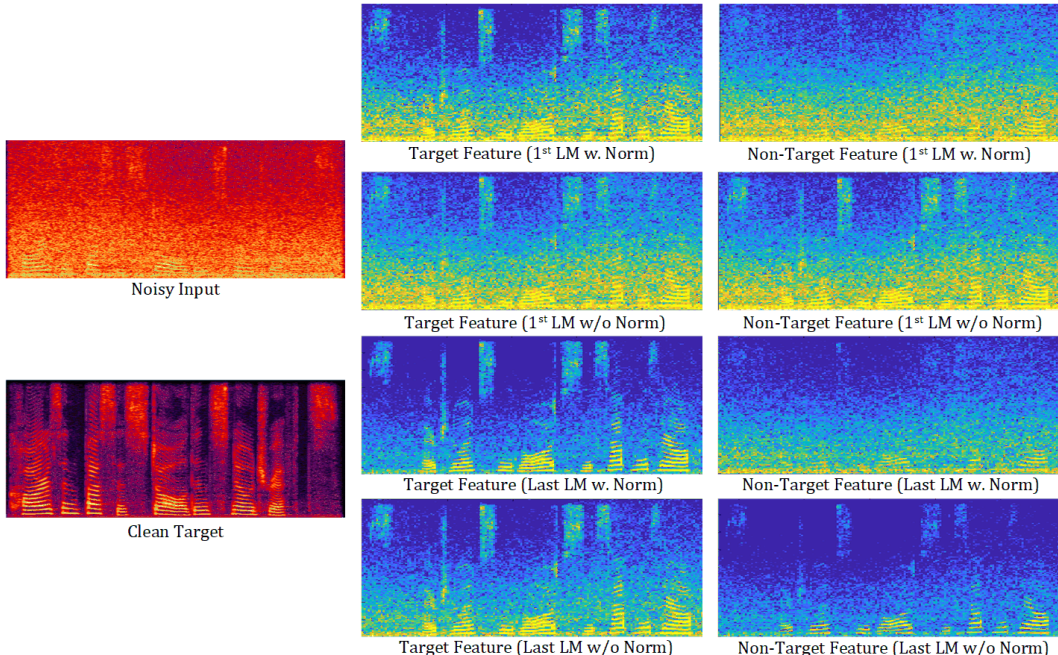 Target Feature (1st LM w. Norm)
Non-Target Feature (1st LM w. Norm)
Noisy Input
Target Feature (1st LM w/o Norm)
Non-Target Feature (1st LM w/o Norm)
Target Feature (Last LM w. Norm)
Non-Target Feature (Last LM w. Norm)
Clean Target
Target Feature (Last LM w/o Norm)
Non-Target Feature (Last LM w/o Norm)